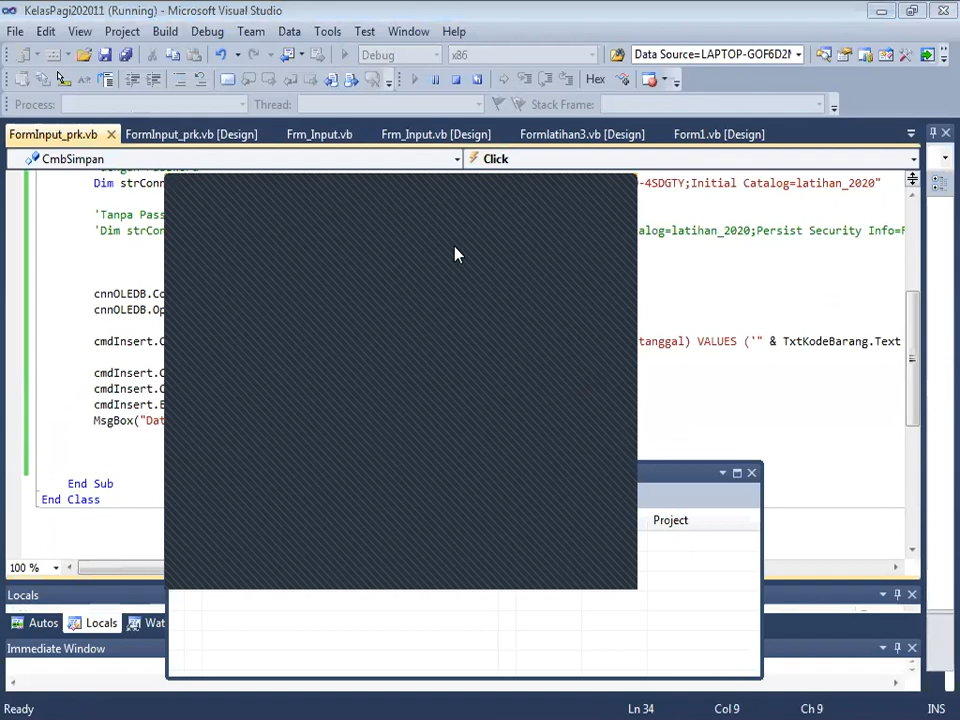 KelasPagi202011 (Running) - Microsoft Visual Studio
File Edit View Project Build Debug Team Data Tools Test Window Help
Debug x86 Data Source=LAPTOP-GOF6D2M
Hex
Process: Thread: Stack Frame:
FormInput_prk.vb FormInput_prk.vb [Design] Frm_Input.vb Frm_Input.vb [Design] Formlatihan3.vb [Design] Form1.vb [Design]
CmbSimpan Click
Dim strConn -4SDGTY;Initial Catalog=latihan_2020"
'Tanpa Pass
'Dim strCon alog=latihan_2020;Persist Security Info=F
cnnOLEDB.Co
cnnOLEDB.Op
cmdInsert.C tanggal) VALUES ('" & TxtKodeBarang.Text
cmdInsert.C
cmdInsert.C
cmdInsert.E
MsgBox("Dat
End Sub
End Class
Project
100 %
Locals
Autos Locals Wat
Immediate Window
Ready Ln 34 Col 9 Ch 9 INS